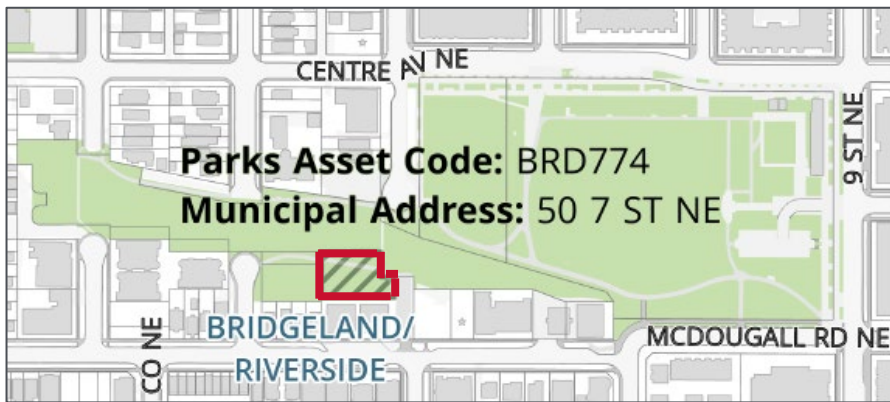 CENTRE AV NE
Parks Asset Code: BRD774
Municipal Address: 50 7 ST NE
9 ST NE
BRIDGELAND/
RIVERSIDE
MCDOUGALL RD NE
CO NE